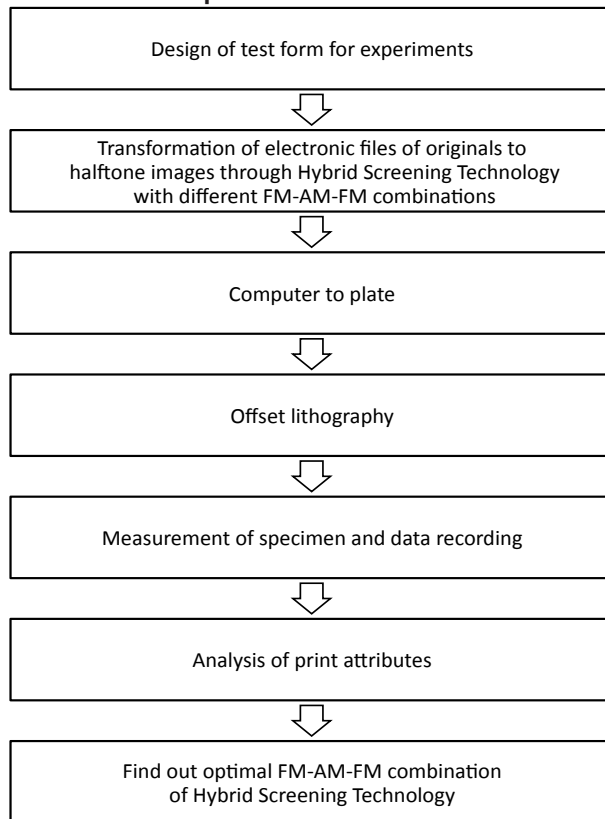 Design of test form for experiments
Transformation of electronic files of originals to
halftone images through Hybrid Screening Technology
with different FM-AM-FM combinations
Computer to plate
Offset lithography
Measurement of specimen and data recording
Analysis of print attributes
Find out optimal FM-AM-FM combination
of Hybrid Screening Technology